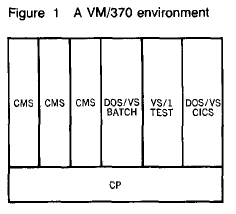 Figure 1 A VM/370 environment
CMS
CMS
CMS
DOS/VS
BATCH
VS/1
TEST
DOS/VS
CICS
CP